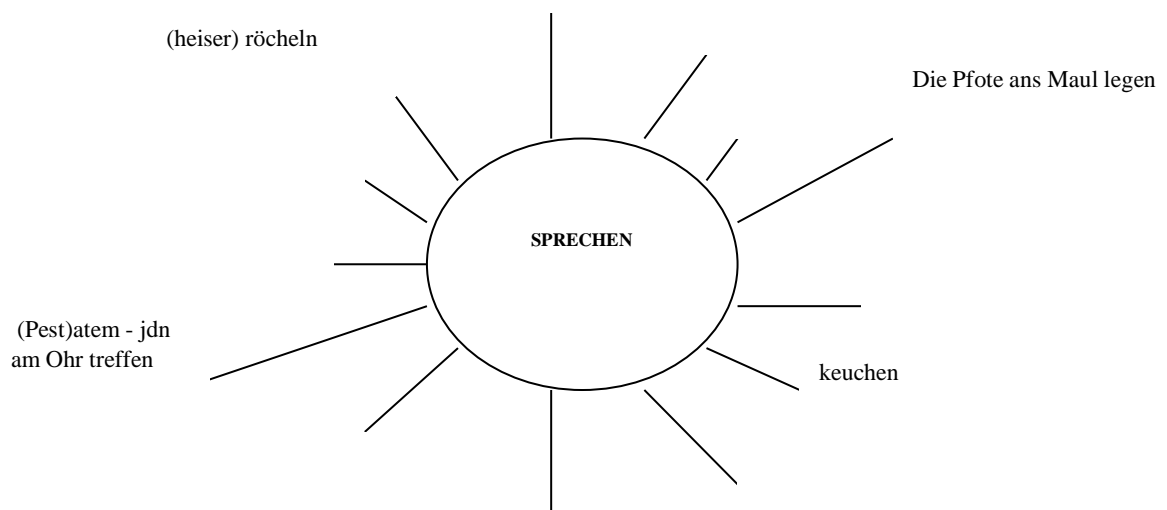 (heiser) röcheln
Die Pfote ans Maul legen
SPRECHEN
(Pest)atem - jdn
am Ohr treffen
keuchen